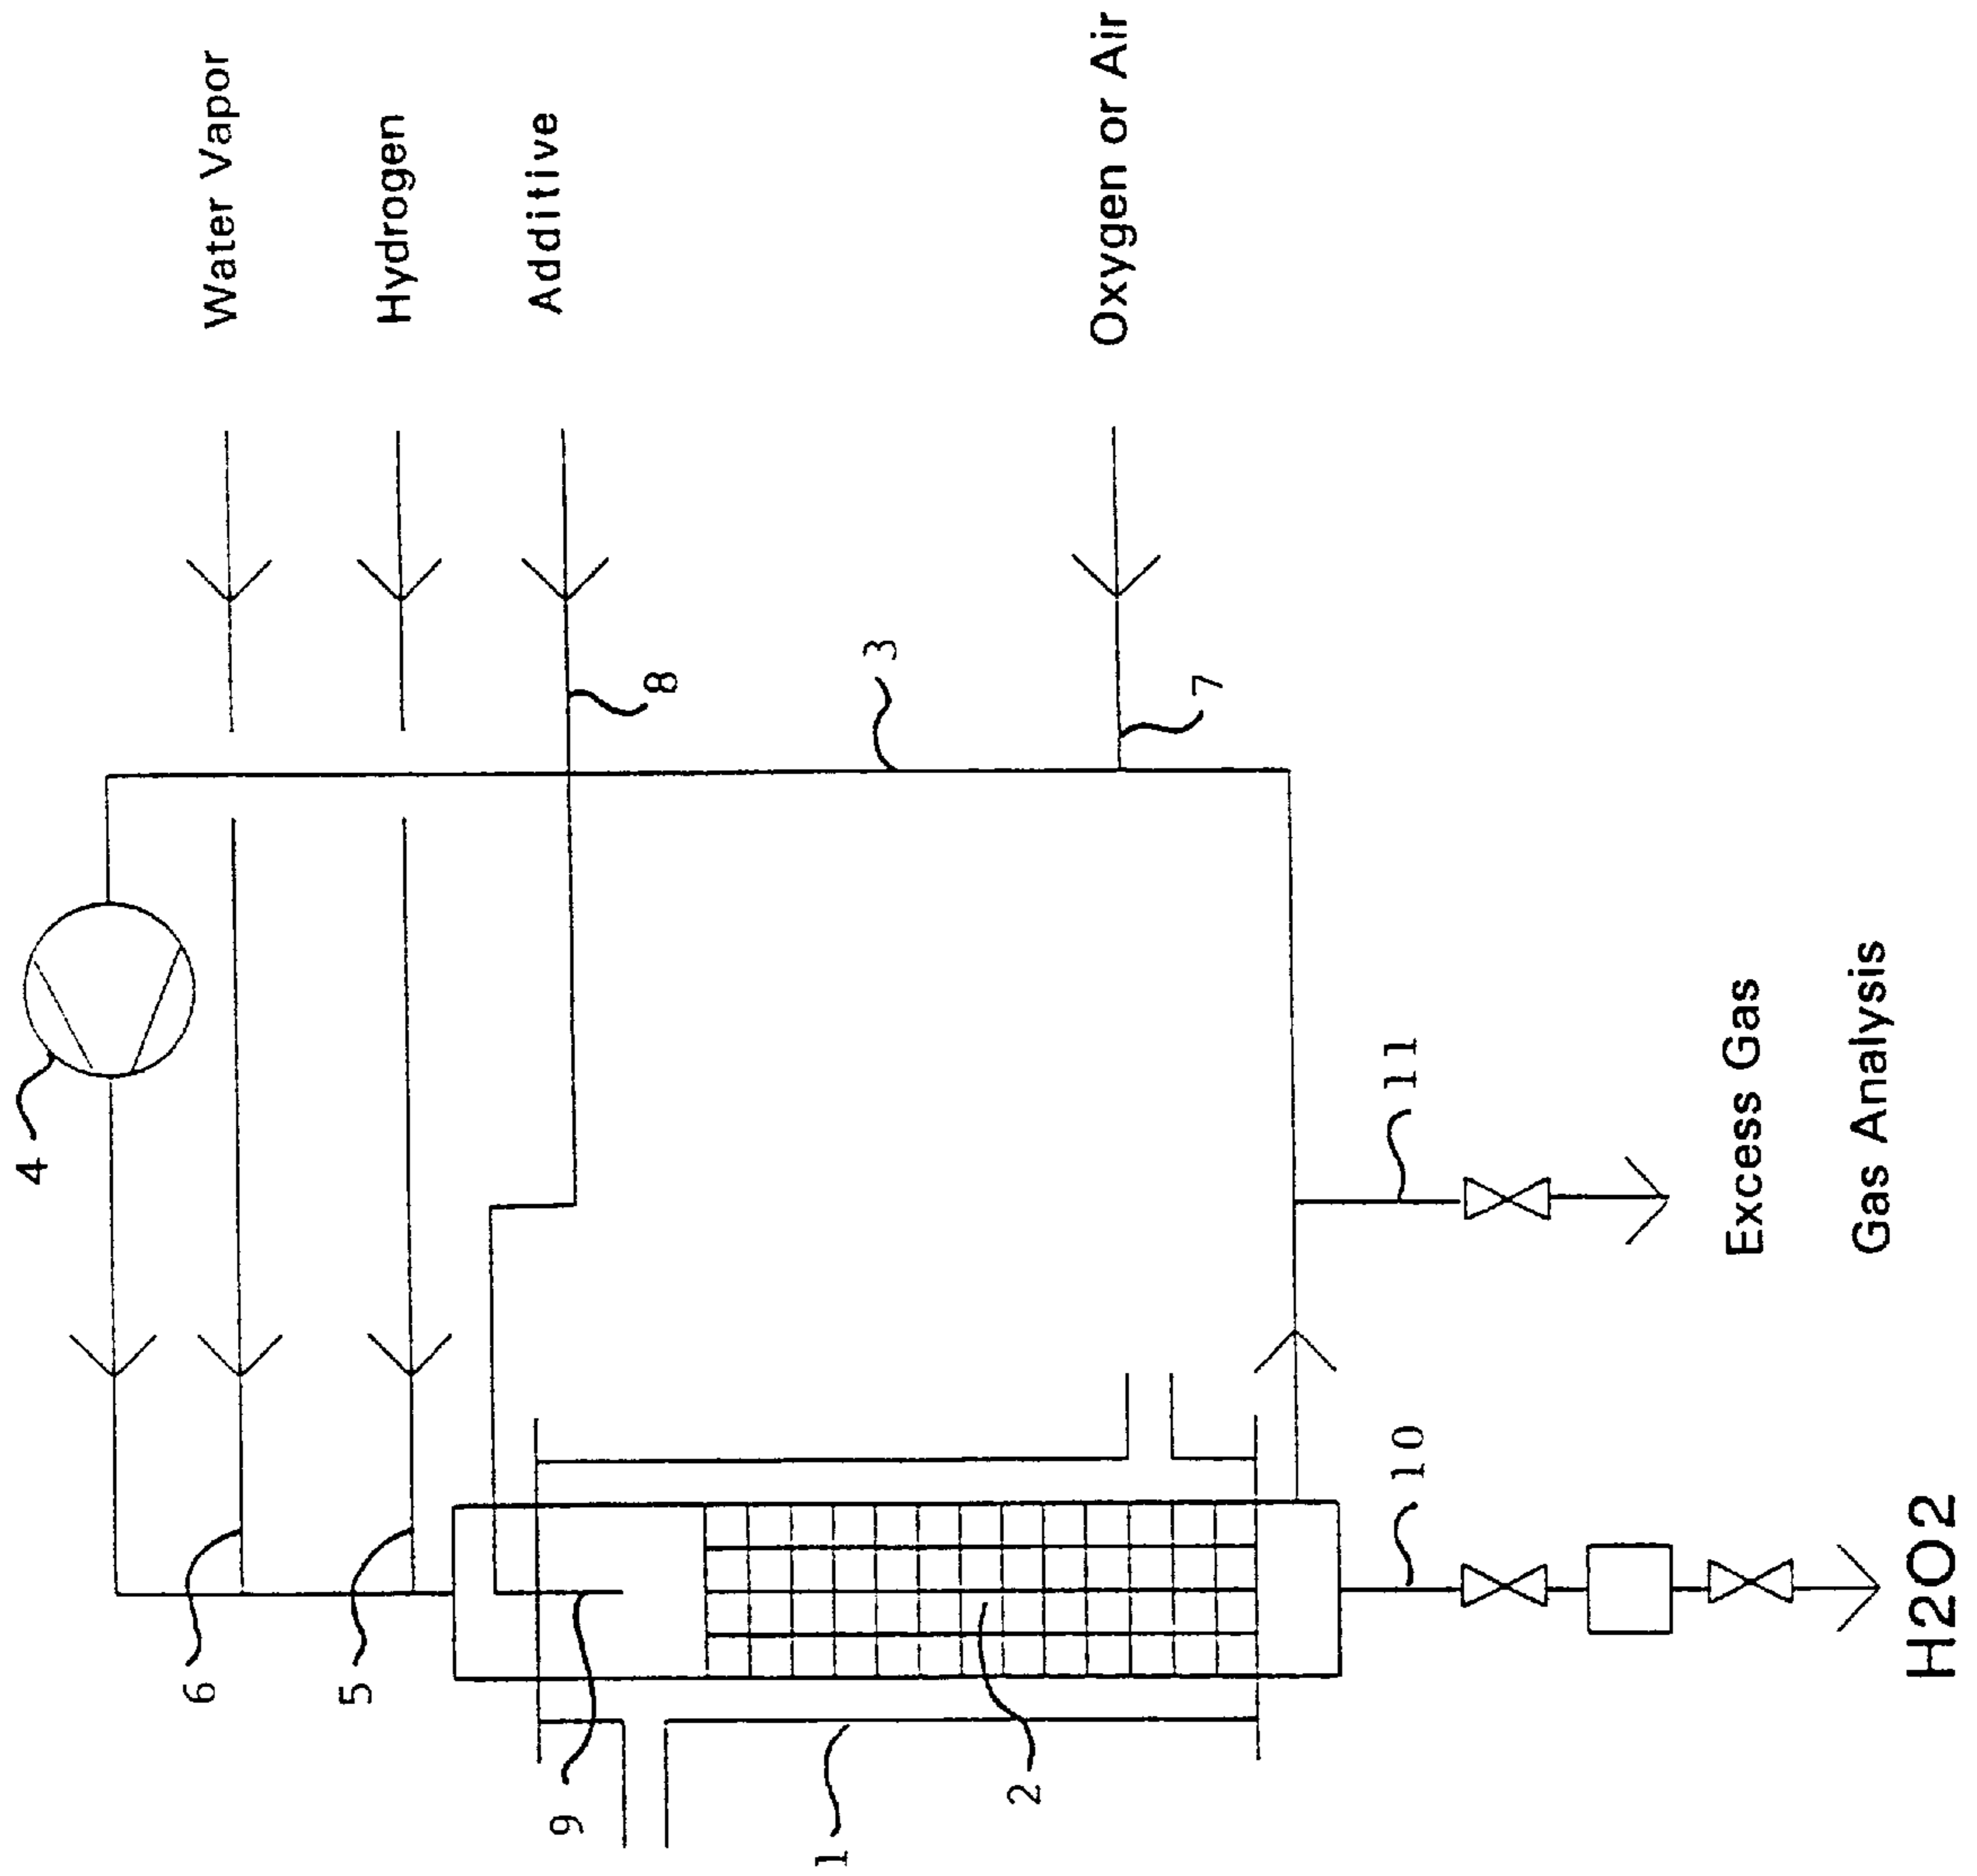 Water Vapor
Hydrogen
Additive
Oxygen or Air
4
8
3
7
6
5
9
1
2
10
11
H2O2
Excess Gas
Gas Analysis